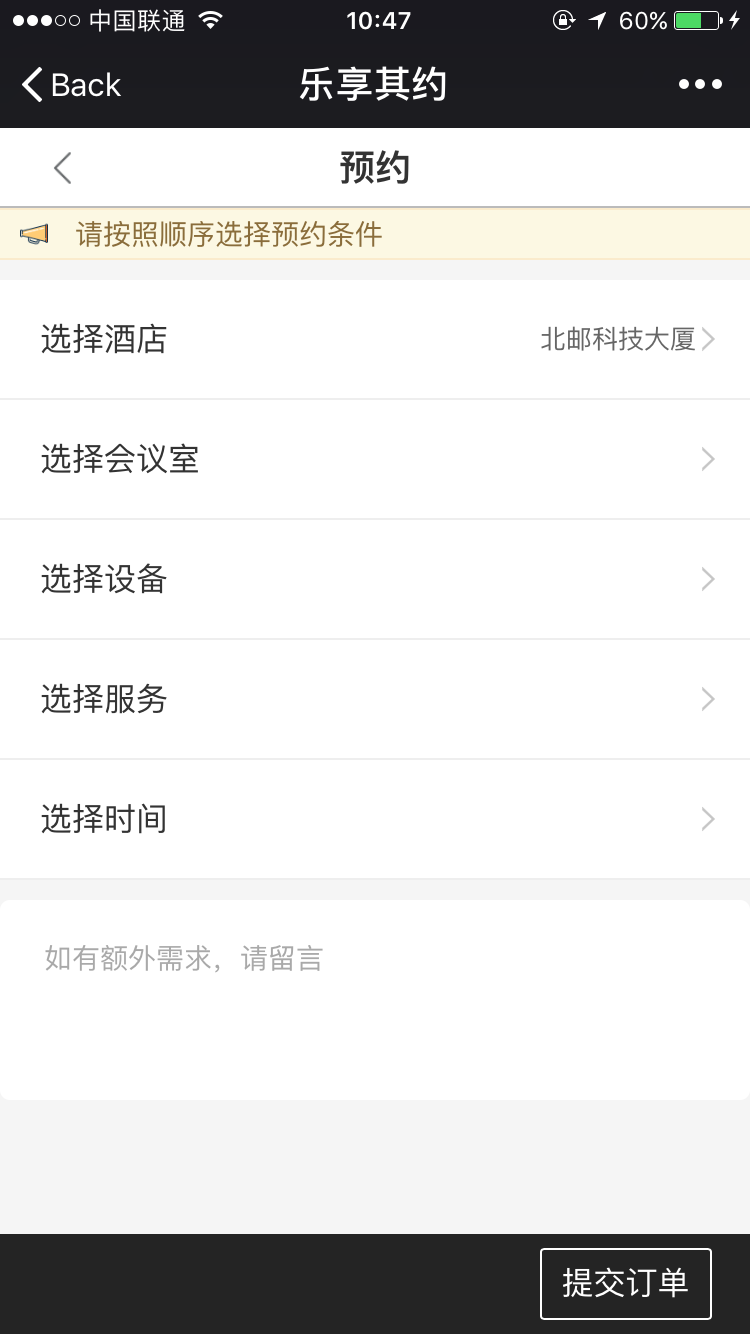 中国联通 10:47 60%
Back 乐享其约
预约
请按照顺序选择预约条件
选择酒店 北邮科技大厦
选择会议室
选择设备
选择服务
选择时间
如有额外需求，请留言
提交订单